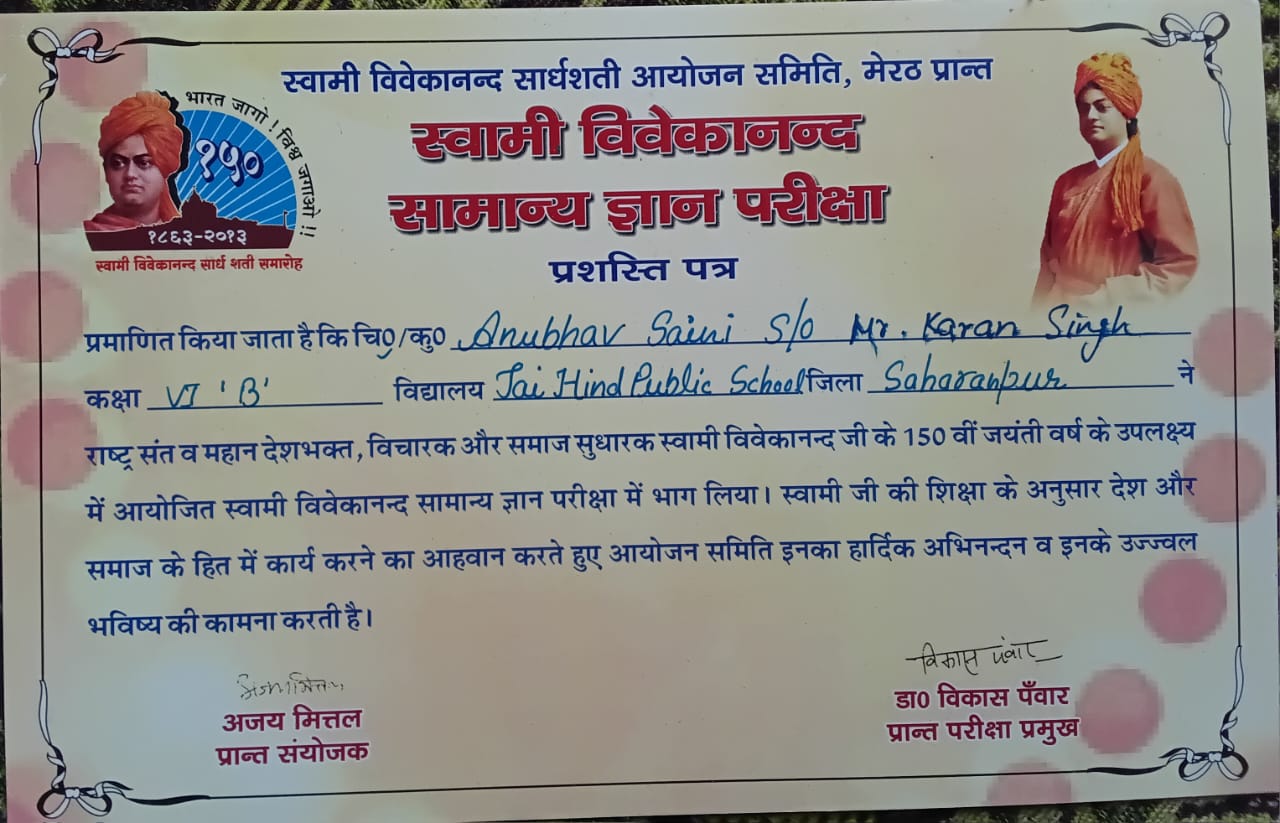 स्वामी विवेकानन्द सार्धशती आयोजन समिति, मेरठ प्रान्त
भारत जागो ! विश्व जगाओ !!
१५०
१८६३-२०१३
स्वामी विवेकानन्द सार्ध शती समारोह
स्वामी विवेकानन्द
सामान्य ज्ञान परीक्षा
प्रशस्ति पत्र
प्रमाणित किया जाता है कि चि0/कु0 Anubhav Saini S/o Mr. Karan Singh
कक्षा VI 'B' विद्यालय Jai Hind Public School जिला Saharanpur ने
राष्ट्र संत व महान देशभक्त, विचारक और समाज सुधारक स्वामी विवेकानन्द जी के 150 वीं जयंती वर्ष के उपलक्ष्य
में आयोजित स्वामी विवेकानन्द सामान्य ज्ञान परीक्षा में भाग लिया। स्वामी जी की शिक्षा के अनुसार देश और
समाज के हित में कार्य करने का आहवान करते हुए आयोजन समिति इनका हार्दिक अभिनन्दन व इनके उज्ज्वल
भविष्य की कामना करती है।
अजय मित्तल
प्रान्त संयोजक
विकास पंवार
डा0 विकास पँवार
प्रान्त परीक्षा प्रमुख